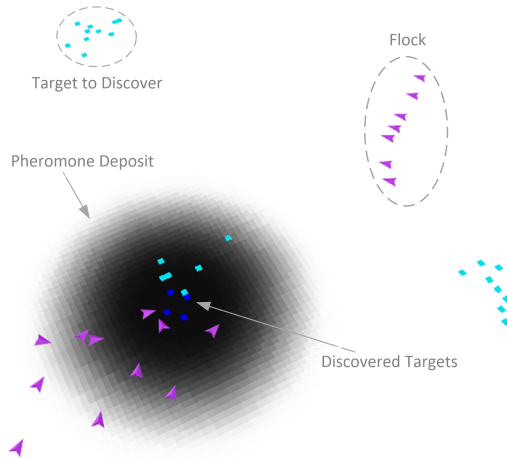 Flock
Target to Discover
Pheromone Deposit
Discovered Targets